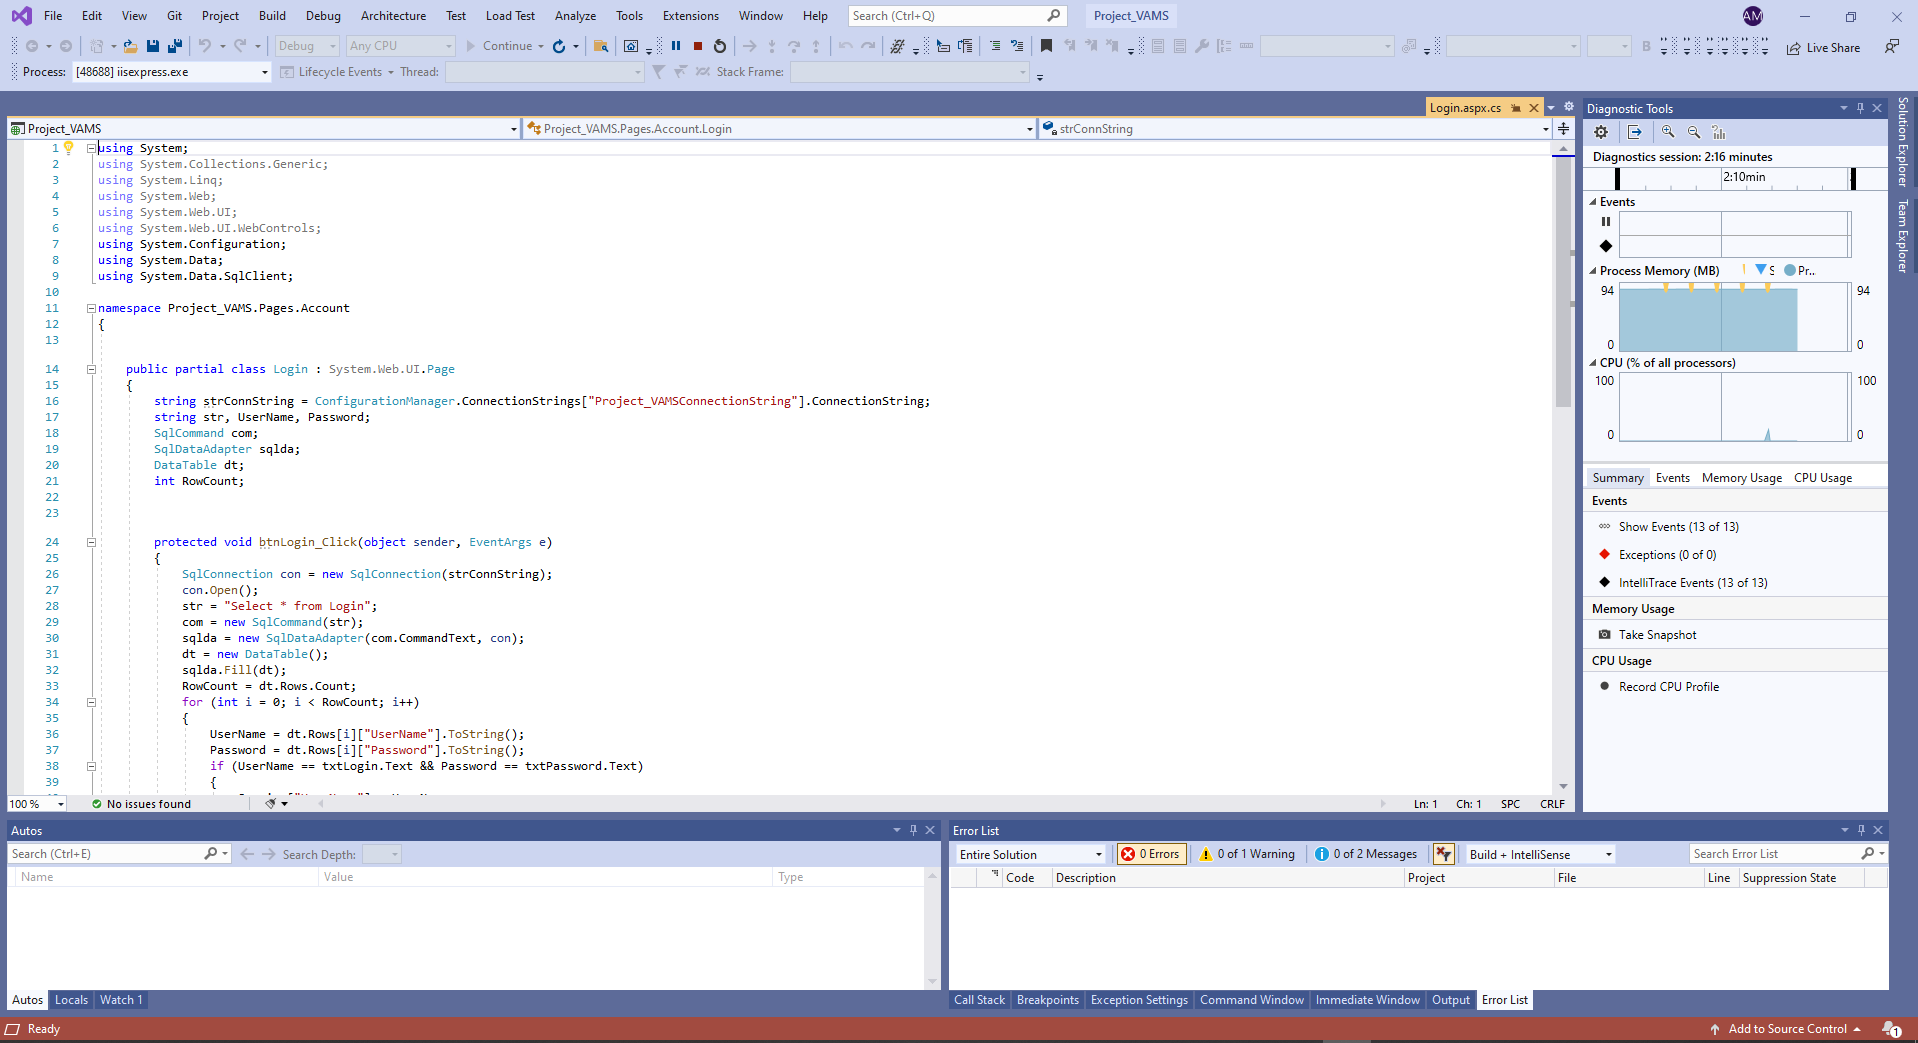 File Edit View Git Project Build Debug Architecture Test Load Test Analyze Tools Extensions Window Help Search (Ctrl+Q) Project_VAMS AM
Debug Any CPU Continue Live Share
Process: [48688] iisexpress.exe Lifecycle Events Thread: Stack Frame:
Login.aspx.cs
Project_VAMS Project_VAMS.Pages.Account.Login strConnString
1 using System;
2 using System.Collections.Generic;
3 using System.Linq;
4 using System.Web;
5 using System.Web.UI;
6 using System.Web.UI.WebControls;
7 using System.Configuration;
8 using System.Data;
9 using System.Data.SqlClient;
10
11 namespace Project_VAMS.Pages.Account
12 {
13
14 public partial class Login : System.Web.UI.Page
15 {
16 string strConnString = ConfigurationManager.ConnectionStrings["Project_VAMSConnectionString"].ConnectionString;
17 string str, UserName, Password;
18 SqlCommand com;
19 SqlDataAdapter sqlda;
20 DataTable dt;
21 int RowCount;
22
23
24 protected void btnLogin_Click(object sender, EventArgs e)
25 {
26 SqlConnection con = new SqlConnection(strConnString);
27 con.Open();
28 str = "Select * from Login";
29 com = new SqlCommand(str);
30 sqlda = new SqlDataAdapter(com.CommandText, con);
31 dt = new DataTable();
32 sqlda.Fill(dt);
33 RowCount = dt.Rows.Count;
34 for (int i = 0; i < RowCount; i++)
35 {
36 UserName = dt.Rows[i]["UserName"].ToString();
37 Password = dt.Rows[i]["Password"].ToString();
38 if (UserName == txtLogin.Text && Password == txtPassword.Text)
39 {
100 % No issues found Ln: 1 Ch: 1 SPC CRLF
Diagnostic Tools
Diagnostics session: 2:16 minutes
2:10min
Events
Process Memory (MB) S Pr...
94 94
0 0
CPU (% of all processors)
100 100
0 0
Summary Events Memory Usage CPU Usage
Events
Show Events (13 of 13)
Exceptions (0 of 0)
IntelliTrace Events (13 of 13)
Memory Usage
Take Snapshot
CPU Usage
Record CPU Profile
Solution Explorer
Team Explorer
Autos
Search (Ctrl+E) Search Depth:
Name Value Type
Autos Locals Watch 1
Error List
Entire Solution 0 Errors 0 of 1 Warning 0 of 2 Messages Build + IntelliSense Search Error List
Code Description Project File Line Suppression State
Call Stack Breakpoints Exception Settings Command Window Immediate Window Output Error List
Ready Add to Source Control 1